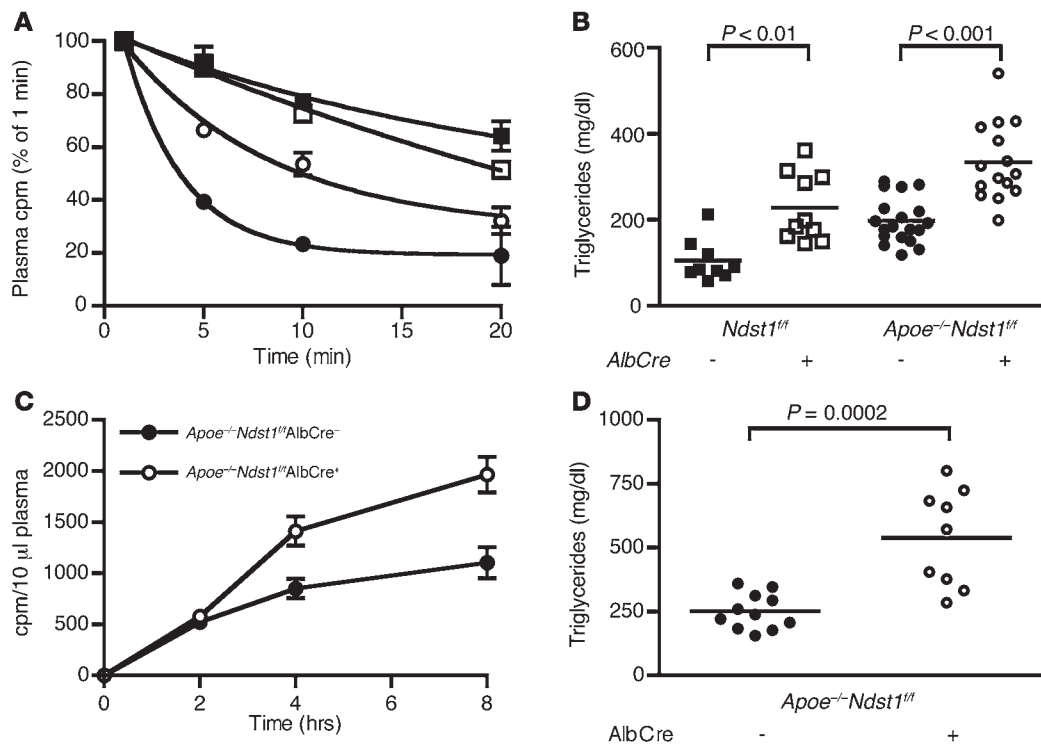 A
Plasma cpm (% of 1 min)
100
80
60
40
20
0
0 5 10 15 20
Time (min)
B
P < 0.01
P < 0.001
Triglycerides (mg/dl)
600
400
200
0
Ndst1f/f
Apoe–/–Ndst1f/f
AlbCre - + - +
C
cpm/10 µl plasma
2500
2000
1500
1000
500
0
Apoe–/–Ndst1f/fAlbCre–
Apoe–/–Ndst1f/fAlbCre+
0 2 4 6 8
Time (hrs)
D
P = 0.0002
Triglycerides (mg/dl)
1000
750
500
250
0
Apoe–/–Ndst1f/f
AlbCre - +